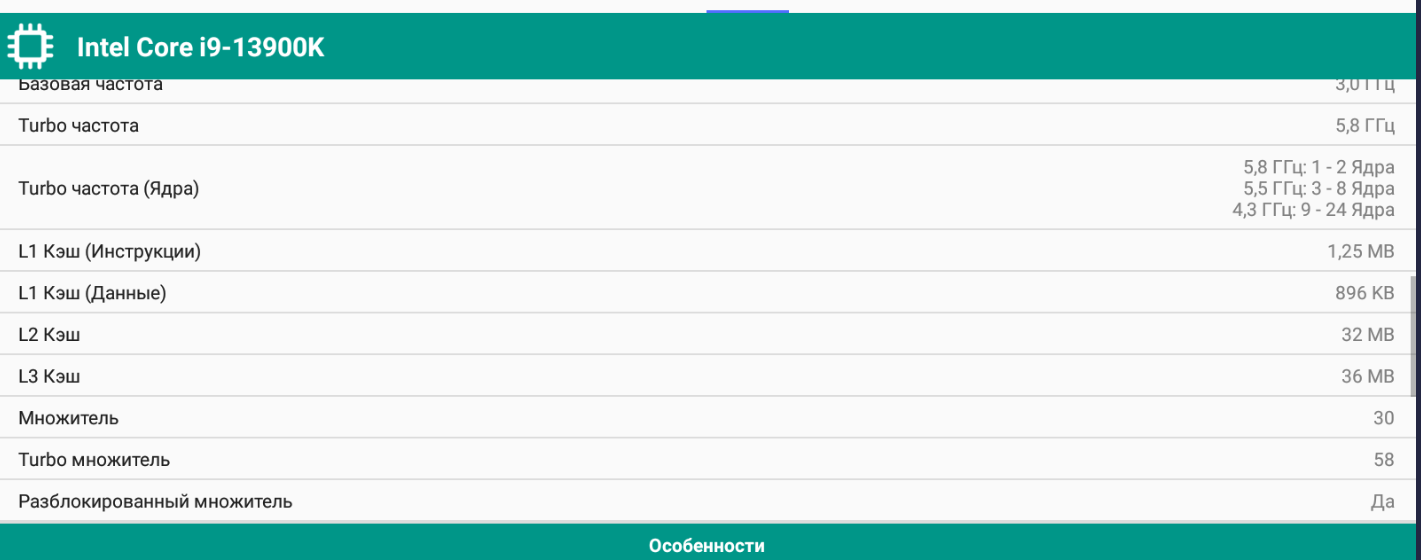 Intel Core i9-13900K
Базовая частота 3,0 ГГц
Turbo частота 5,8 ГГц
Turbo частота (Ядра) 5,8 ГГц: 1 - 2 Ядра
5,5 ГГц: 3 - 8 Ядра
4,3 ГГц: 9 - 24 Ядра
L1 Кэш (Инструкции) 1,25 MB
L1 Кэш (Данные) 896 KB
L2 Кэш 32 MB
L3 Кэш 36 MB
Множитель 30
Turbo множитель 58
Разблокированный множитель Да
Особенности